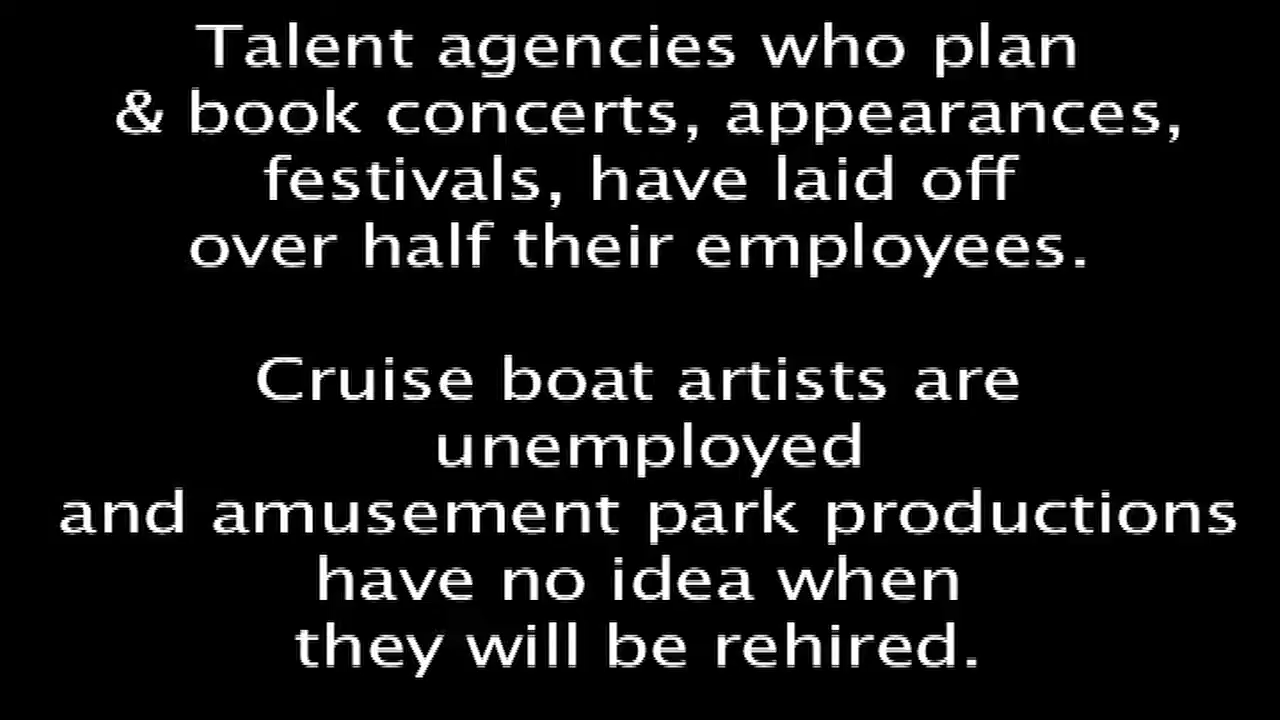 Talent agencies who plan
& book concerts, appearances,
festivals, have laid off
over half their employees.
Cruise boat artists are
unemployed
and amusement park productions
have no idea when
they will be rehired.